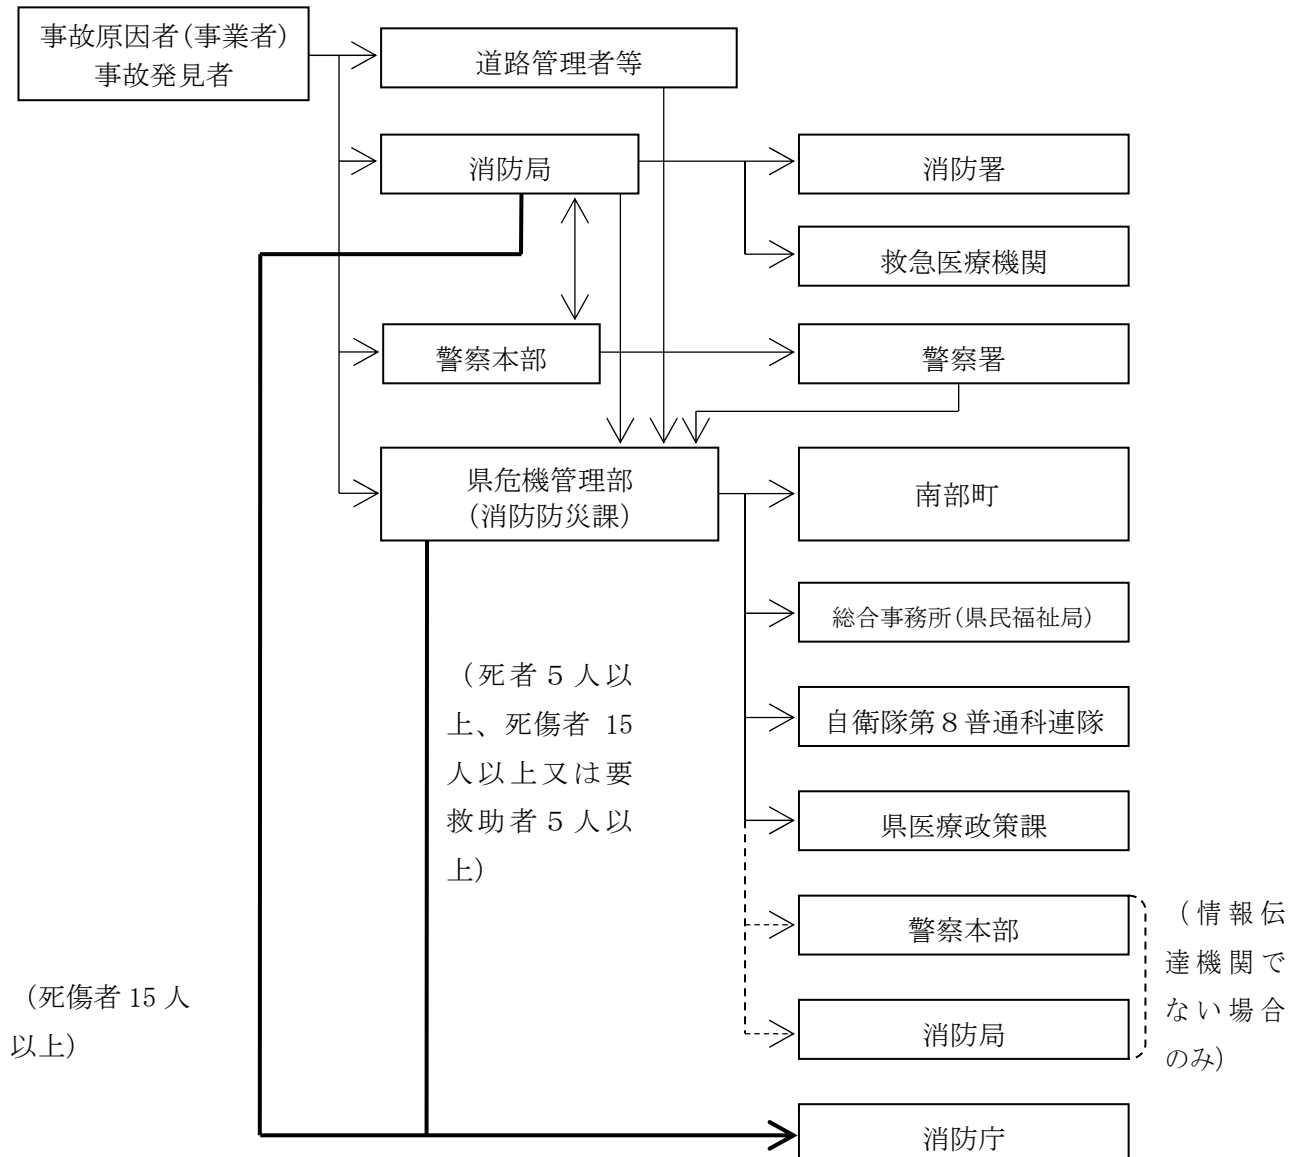 事故原因者(事業者)
事故発見者
道路管理者等
消防局
消防署
救急医療機関
警察本部
警察署
県危機管理部
(消防防災課)
南部町
総合事務所(県民福祉局)
(死者５人以
上、死傷者 15
人以上又は要
救助者５人以
上)
自衛隊第８普通科連隊
県医療政策課
警察本部
(情報伝
達機関で
ない場合
のみ)
(死傷者 15 人
以上)
消防局
消防庁